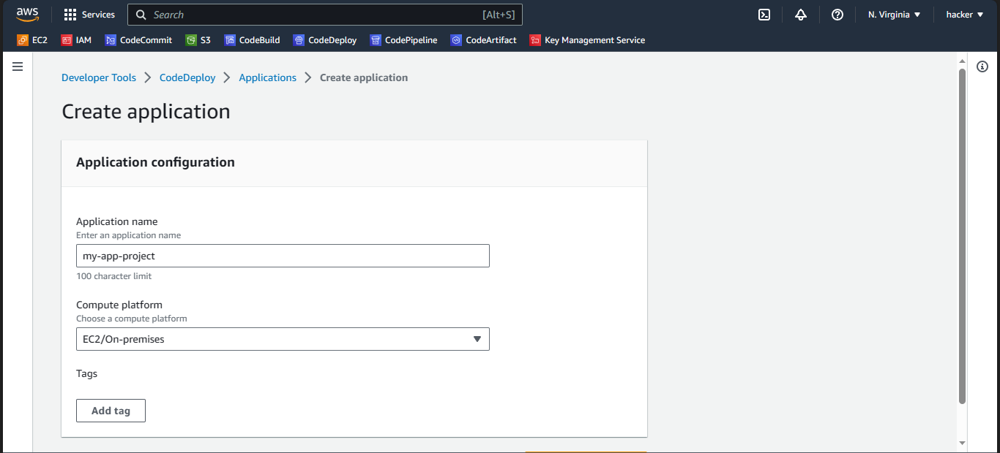 aws
Services
Search
[Alt+S]
N. Virginia
hacker
EC2
IAM
CodeCommit
S3
CodeBuild
CodeDeploy
CodePipeline
CodeArtifact
Key Management Service
Developer Tools
CodeDeploy
Applications
Create application
Create application
Application configuration
Application name
Enter an application name
my-app-project
100 character limit
Compute platform
Choose a compute platform
EC2/On-premises
Tags
Add tag